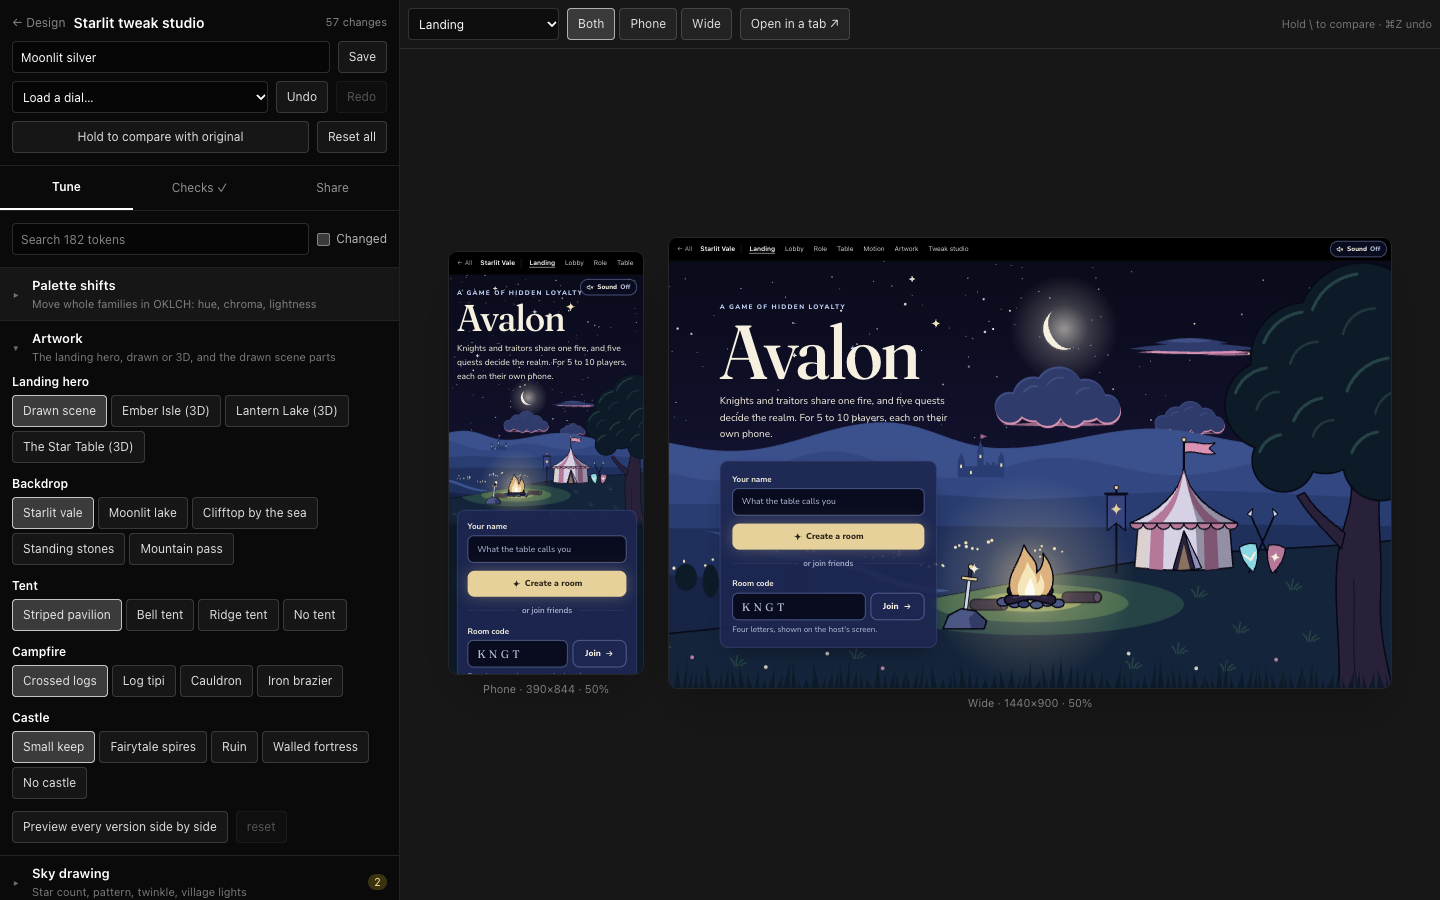 ← Design Starlit tweak studio 57 changes
Moonlit silver Save
Load a dial... Undo Redo
Hold to compare with original Reset all
Tune Checks ✓ Share
Search 182 tokens Changed
Palette shifts
Move whole families in OKLCH: hue, chroma, lightness
Artwork
The landing hero, drawn or 3D, and the drawn scene parts
Landing hero
Drawn scene Ember Isle (3D) Lantern Lake (3D)
The Star Table (3D)
Backdrop
Starlit vale Moonlit lake Clifftop by the sea
Standing stones Mountain pass
Tent
Striped pavilion Bell tent Ridge tent No tent
Campfire
Crossed logs Log tipi Cauldron Iron brazier
Castle
Small keep Fairytale spires Ruin Walled fortress
No castle
Preview every version side by side reset
Sky drawing
Star count, pattern, twinkle, village lights
2
Landing Both Phone Wide Open in a tab ↗ Hold \ to compare · ⌘Z undo
← All Starlit Vale Landing Lobby Role Table
Sound Off
A GAME OF HIDDEN LOYALTY
Avalon
Knights and traitors share one fire, and five
quests decide the realm. For 5 to 10 players,
each on their own phone.
Your name
What the table calls you
Create a room
or join friends
Room code
KNGT Join →
Phone · 390×844 · 50%
← All Starlit Vale Landing Lobby Role Table Motion Artwork Tweak studio Sound Off
A GAME OF HIDDEN LOYALTY
Avalon
Knights and traitors share one fire, and five quests
decide the realm. For 5 to 10 players, each on their
own phone.
Your name
What the table calls you
Create a room
or join friends
Room code
KNGT Join →
Four letters, shown on the host's screen.
Wide · 1440×900 · 50%